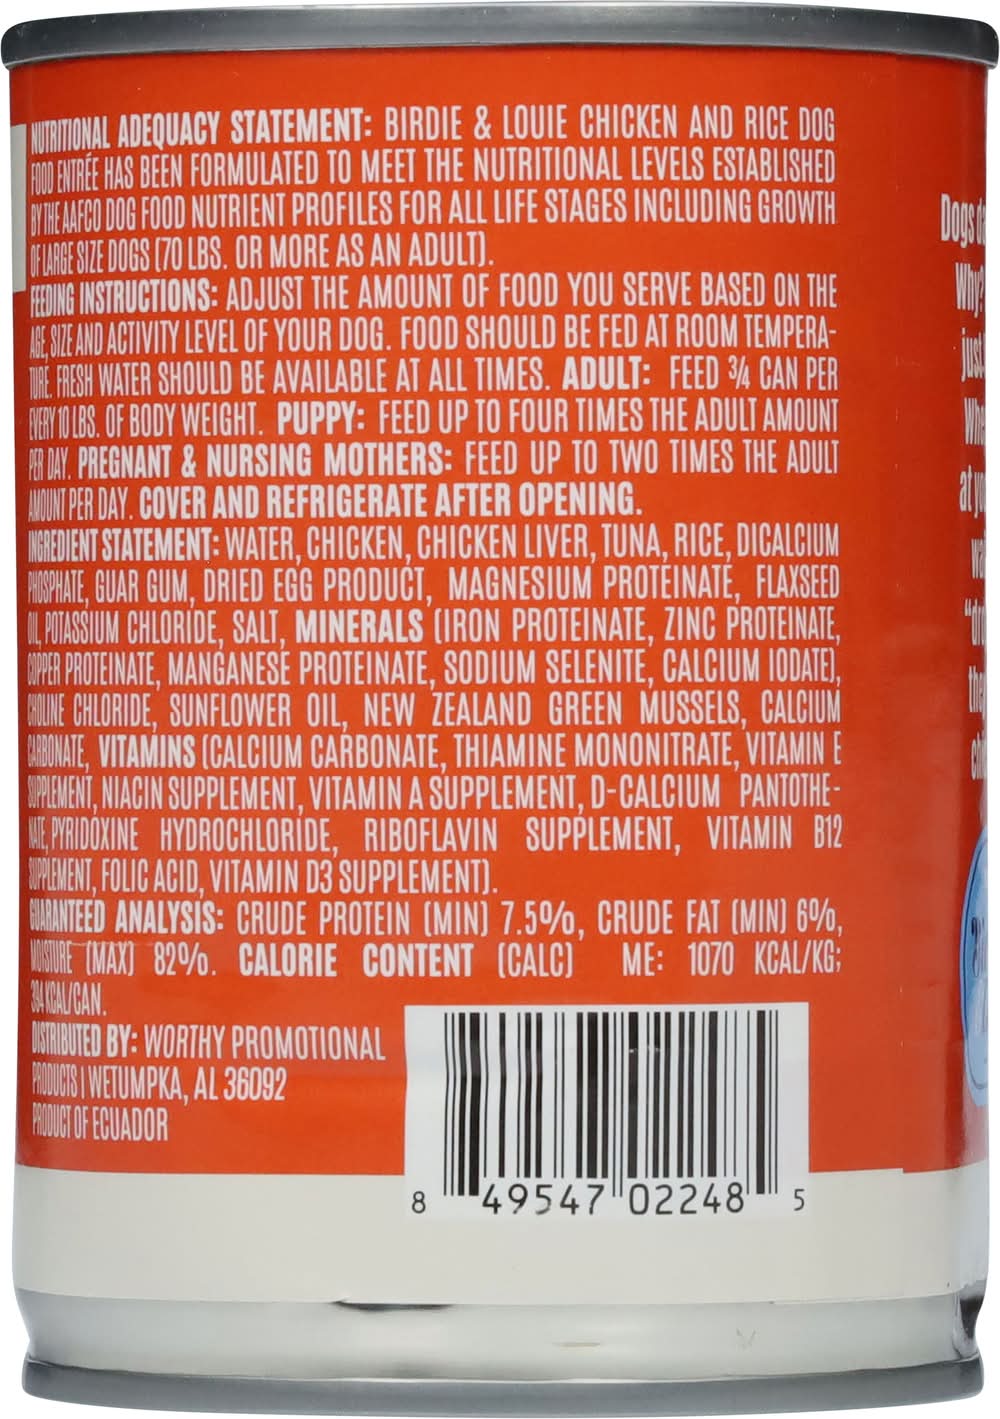 NUTRITIONAL ADEQUACY STATEMENT: BIRDIE & LOUIE CHICKEN AND RICE DOG
FOOD ENTRÉE HAS BEEN FORMULATED TO MEET THE NUTRITIONAL LEVELS ESTABLISHED
BY THE AAFCO DOG FOOD NUTRIENT PROFILES FOR ALL LIFE STAGES INCLUDING GROWTH
OF LARGE SIZE DOGS (70 LBS. OR MORE AS AN ADULT).
FEEDING INSTRUCTIONS: ADJUST THE AMOUNT OF FOOD YOU SERVE BASED ON THE
AGE, SIZE AND ACTIVITY LEVEL OF YOUR DOG. FOOD SHOULD BE FED AT ROOM TEMPERA-
TURE. FRESH WATER SHOULD BE AVAILABLE AT ALL TIMES. ADULT: FEED ¾ CAN PER
EVERY 10 LBS. OF BODY WEIGHT. PUPPY: FEED UP TO FOUR TIMES THE ADULT AMOUNT
PER DAY. PREGNANT & NURSING MOTHERS: FEED UP TO TWO TIMES THE ADULT
AMOUNT PER DAY. COVER AND REFRIGERATE AFTER OPENING.
INGREDIENT STATEMENT: WATER, CHICKEN, CHICKEN LIVER, TUNA, RICE, DICALCIUM
PHOSPHATE, GUAR GUM, DRIED EGG PRODUCT, MAGNESIUM PROTEINATE, FLAXSEED
OIL, POTASSIUM CHLORIDE, SALT, MINERALS (IRON PROTEINATE, ZINC PROTEINATE,
COPPER PROTEINATE, MANGANESE PROTEINATE, SODIUM SELENITE, CALCIUM IODATE),
CHOLINE CHLORIDE, SUNFLOWER OIL, NEW ZEALAND GREEN MUSSELS, CALCIUM
CARBONATE, VITAMINS (CALCIUM CARBONATE, THIAMINE MONONITRATE, VITAMIN E
SUPPLEMENT, NIACIN SUPPLEMENT, VITAMIN A SUPPLEMENT, D-CALCIUM PANTOTHE-
NATE, PYRIDOXINE HYDROCHLORIDE, RIBOFLAVIN SUPPLEMENT, VITAMIN B12
SUPPLEMENT, FOLIC ACID, VITAMIN D3 SUPPLEMENT).
GUARANTEED ANALYSIS: CRUDE PROTEIN (MIN) 7.5%, CRUDE FAT (MIN) 6%,
MOISTURE (MAX) 82%. CALORIE CONTENT (CALC) ME: 1070 KCAL/KG;
394 KCAL/CAN.
DISTRIBUTED BY: WORTHY PROMOTIONAL
PRODUCTS | WETUMPKA, AL 36092
PRODUCT OF ECUADOR
8 49547 02248 5
Dogs
Why?